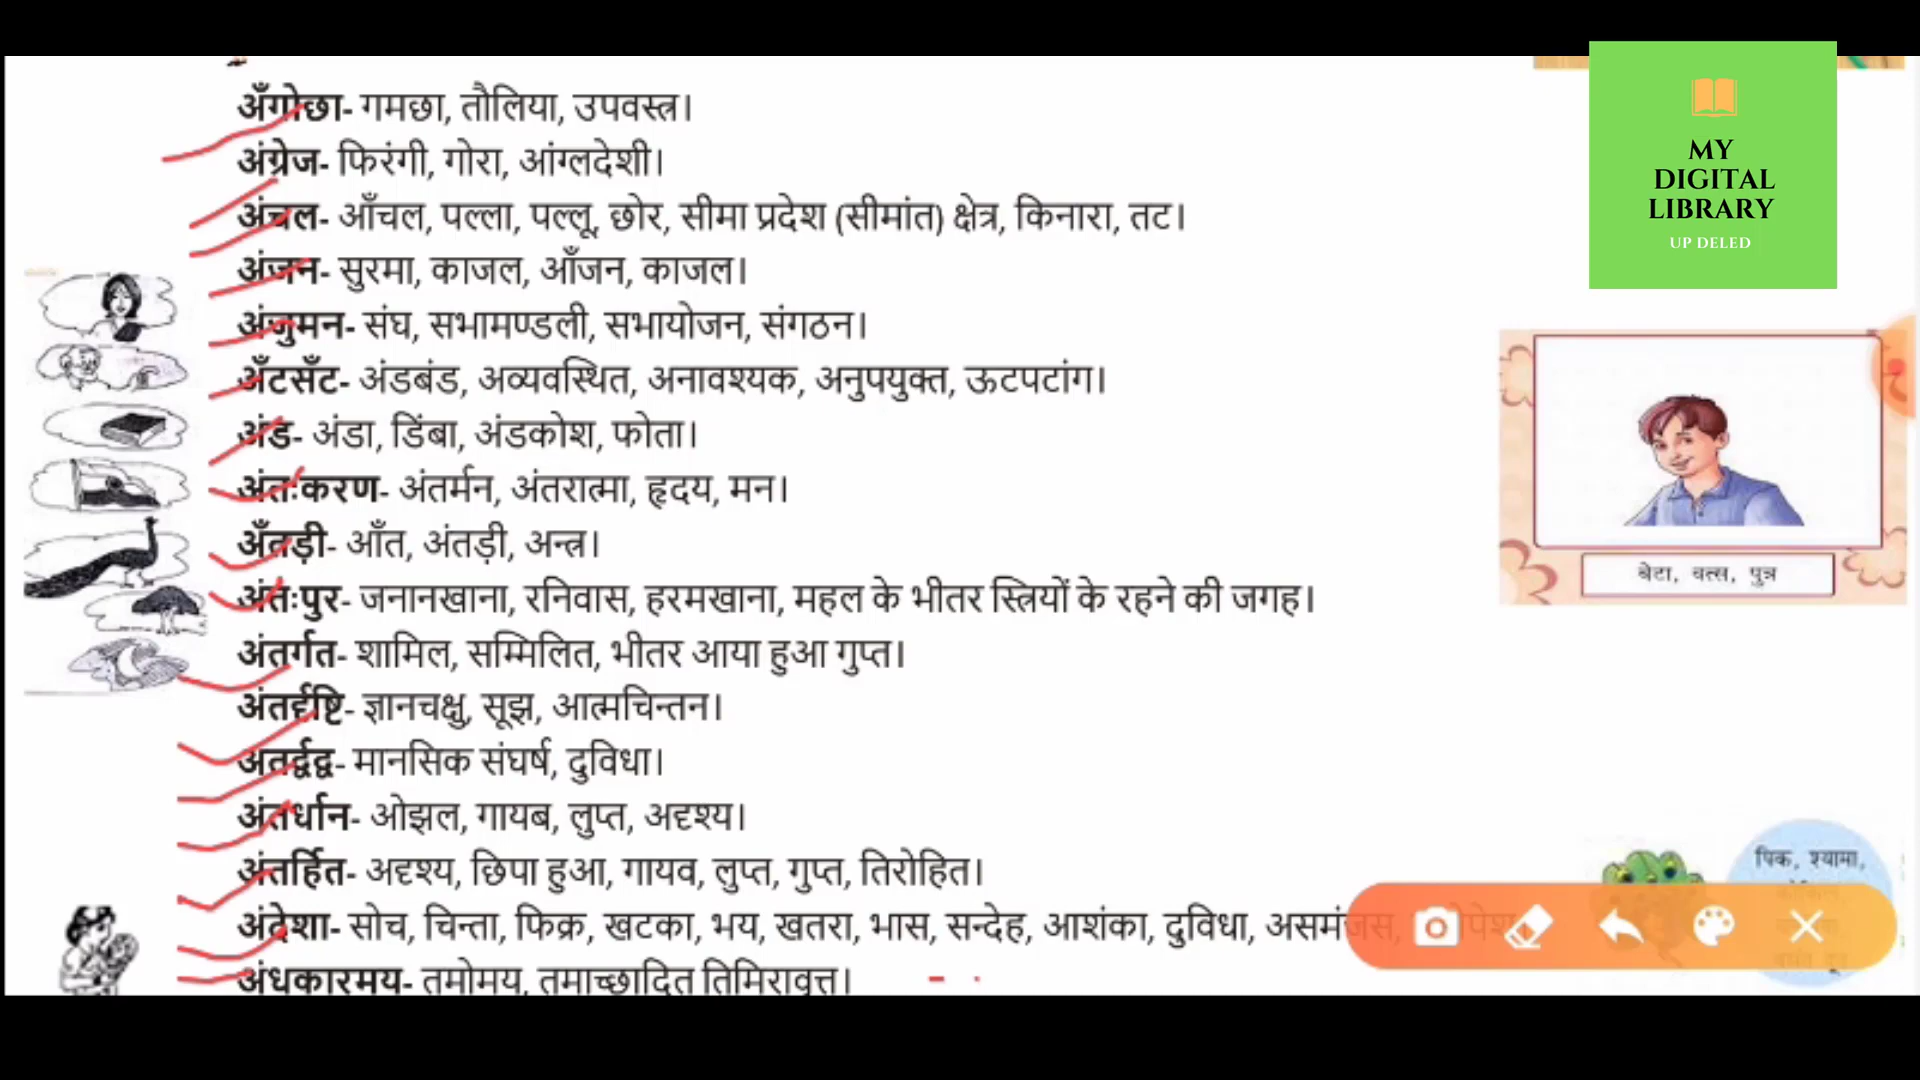 अँगोछा- गमछा, तौलिया, उपवस्त्र।
अंग्रेज- फिरंगी, गोरा, आंग्लदेशी।
अंचल- आँचल, पल्ला, पल्लू, छोर, सीमा प्रदेश (सीमांत) क्षेत्र, किनारा, तट।
अंजन- सुरमा, काजल, आँजन, काजल।
अंजुमन- संघ, सभामण्डली, सभायोजन, संगठन।
अँटसँट- अंडबंड, अव्यवस्थित, अनावश्यक, अनुपयुक्त, ऊटपटांग।
अंड- अंडा, डिंबा, अंडकोश, फोता।
अंतःकरण- अंतर्मन, अंतरात्मा, हृदय, मन।
अँतड़ी- आँत, अंतड़ी, अन्त्र।
अंतःपुर- जनानखाना, रनिवास, हरमखाना, महल के भीतर स्त्रियों के रहने की जगह।
अंतर्गत- शामिल, सम्मिलित, भीतर आया हुआ गुप्त।
अंतर्दृष्टि- ज्ञानचक्षु, सूझ, आत्मचिन्तन।
अंतर्द्वद्व- मानसिक संघर्ष, दुविधा।
अंतर्धान- ओझल, गायब, लुप्त, अदृश्य।
अंतर्हित- अदृश्य, छिपा हुआ, गायव, लुप्त, गुप्त, तिरोहित।
अंदेशा- सोच, चिन्ता, फिक्र, खटका, भय, खतरा, भास, सन्देह, आशंका, दुविधा, असमंजस,
अंधकारमय- तमोमय, तमाच्छादित तिमिरावृत्त।
MY
DIGITAL
LIBRARY
UP DELED
बेटा, वत्स, पुत्र
पिक, श्यामा,